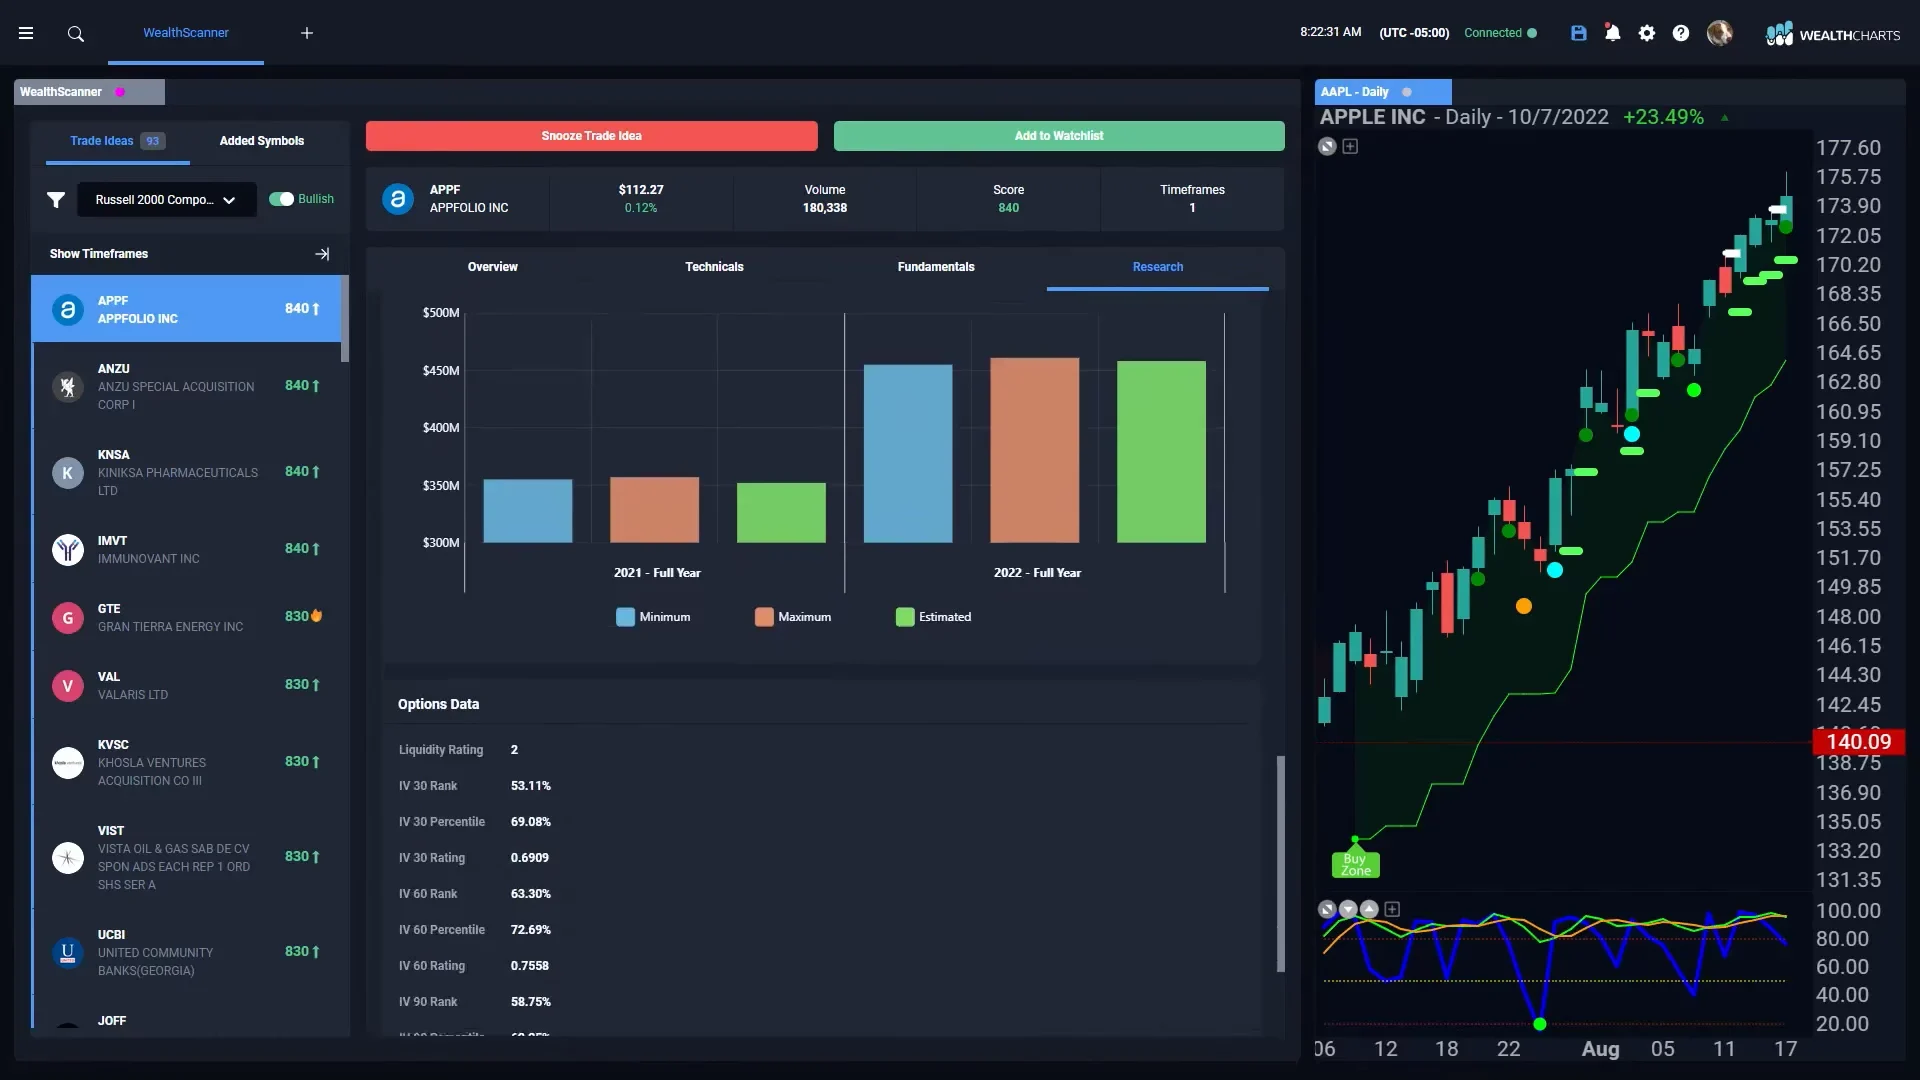 WealthScanner
8:22:31 AM
(UTC -05:00)
Connected
WEALTHCHARTS
WealthScanner
Trade Ideas 93
Added Symbols
Russell 2000 Compo...
Bullish
Show Timeframes
APPF
APPFOLIO INC
840
ANZU
ANZU SPECIAL ACQUISITION
CORP I
840
K
KNSA
KINIKSA PHARMACEUTICALS
LTD
840
IMVT
IMMUNOVANT INC
840
G
GTE
GRAN TIERRA ENERGY INC
830
V
VAL
VALARIS LTD
830
KVSC
KHOSLA VENTURES
ACQUISITION CO III
830
VIST
VISTA OIL & GAS SAB DE CV
SPON ADS EACH REP 1 ORD
SHS SER A
830
UCBI
UNITED COMMUNITY
BANKS(GEORGIA)
830
JOFF
Snooze Trade Idea
Add to Watchlist
APPF
APPFOLIO INC
$112.27
0.12%
Volume
180,338
Score
840
Timeframes
1
Overview
Technicals
Fundamentals
Research
$500M
$450M
$400M
$350M
$300M
2021 - Full Year
2022 - Full Year
Minimum
Maximum
Estimated
Options Data
Liquidity Rating 2
IV 30 Rank 53.11%
IV 30 Percentile 69.08%
IV 30 Rating 0.6909
IV 60 Rank 63.30%
IV 60 Percentile 72.69%
IV 60 Rating 0.7558
IV 90 Rank 58.75%
AAPL - Daily
APPLE INC - Daily - 10/7/2022 +23.49%
177.60
175.75
173.90
172.05
170.20
168.35
166.50
164.65
162.80
160.95
159.10
157.25
155.40
153.55
151.70
149.85
148.00
146.15
144.30
142.45
140.09
138.75
136.90
135.05
133.20
131.35
Buy
Zone
100.00
80.00
60.00
40.00
20.00
06 12 18 22 Aug 05 11 17